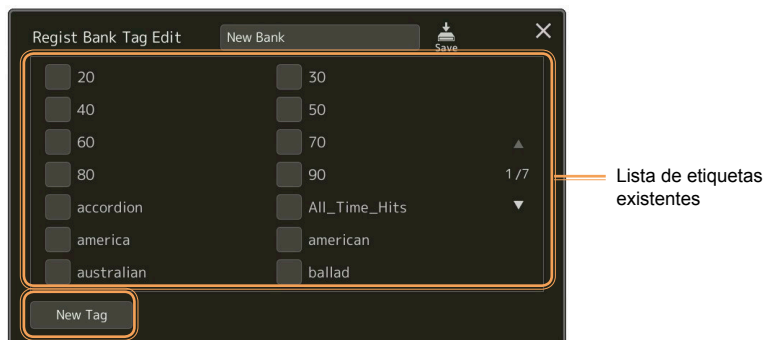 Regist Bank Tag Edit New Bank Save
20 30
40 50
60 70
80 90 1/7
accordion All_Time_Hits
america american
australian ballad
New Tag
Lista de etiquetas
existentes